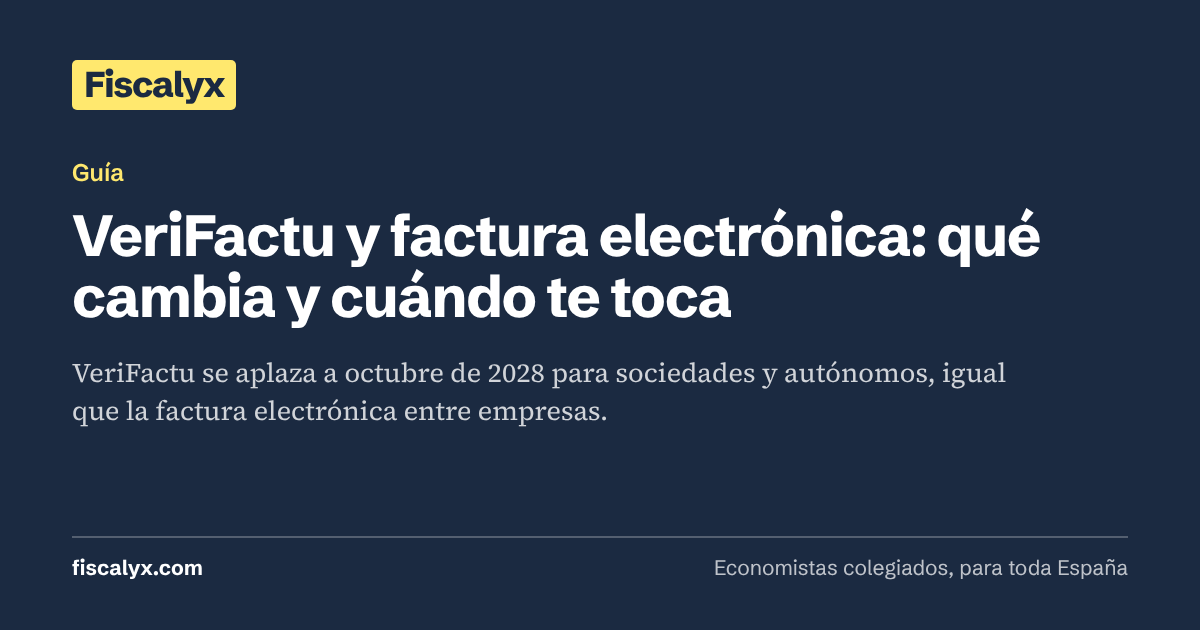 Fiscalyx
Guía
VeriFactu y factura electrónica: qué
cambia y cuándo te toca
VeriFactu se aplaza a octubre de 2028 para sociedades y autónomos, igual
que la factura electrónica entre empresas.
fiscalyx.com
Economistas colegiados, para toda España